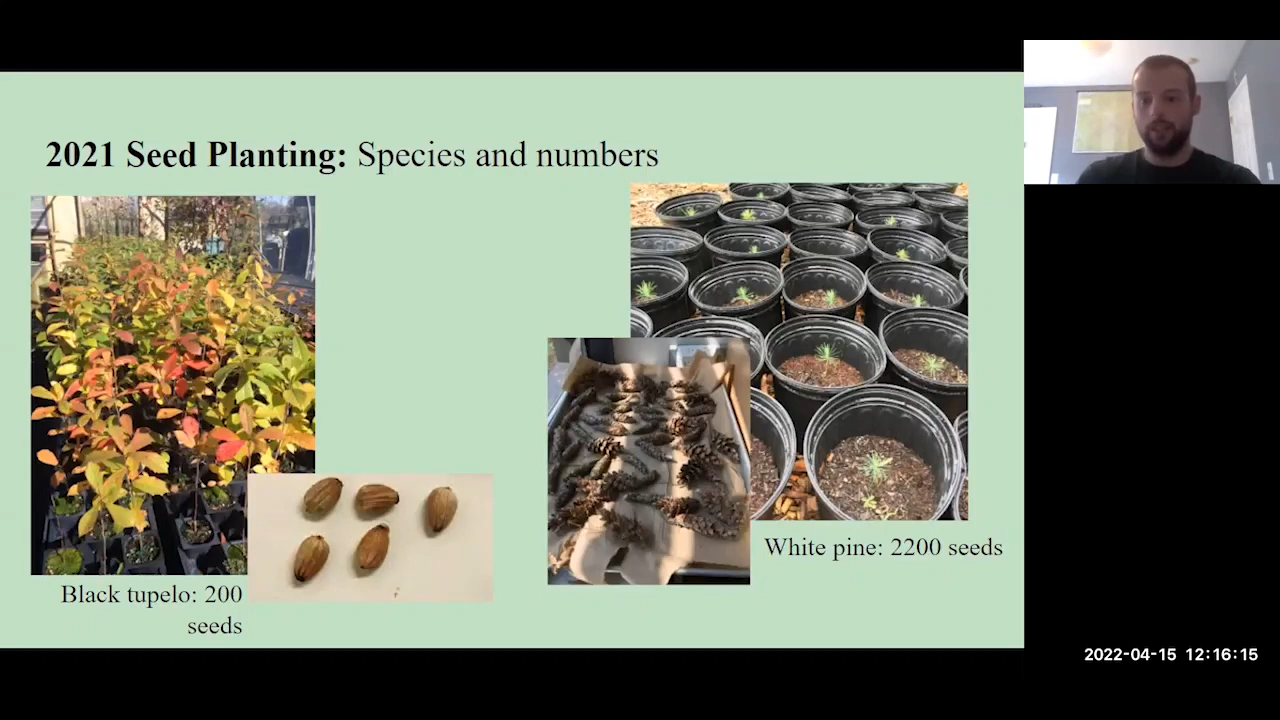 2021 Seed Planting: Species and numbers
White pine: 2200 seeds
Black tupelo: 200
seeds
2022-04-15 12:16:15